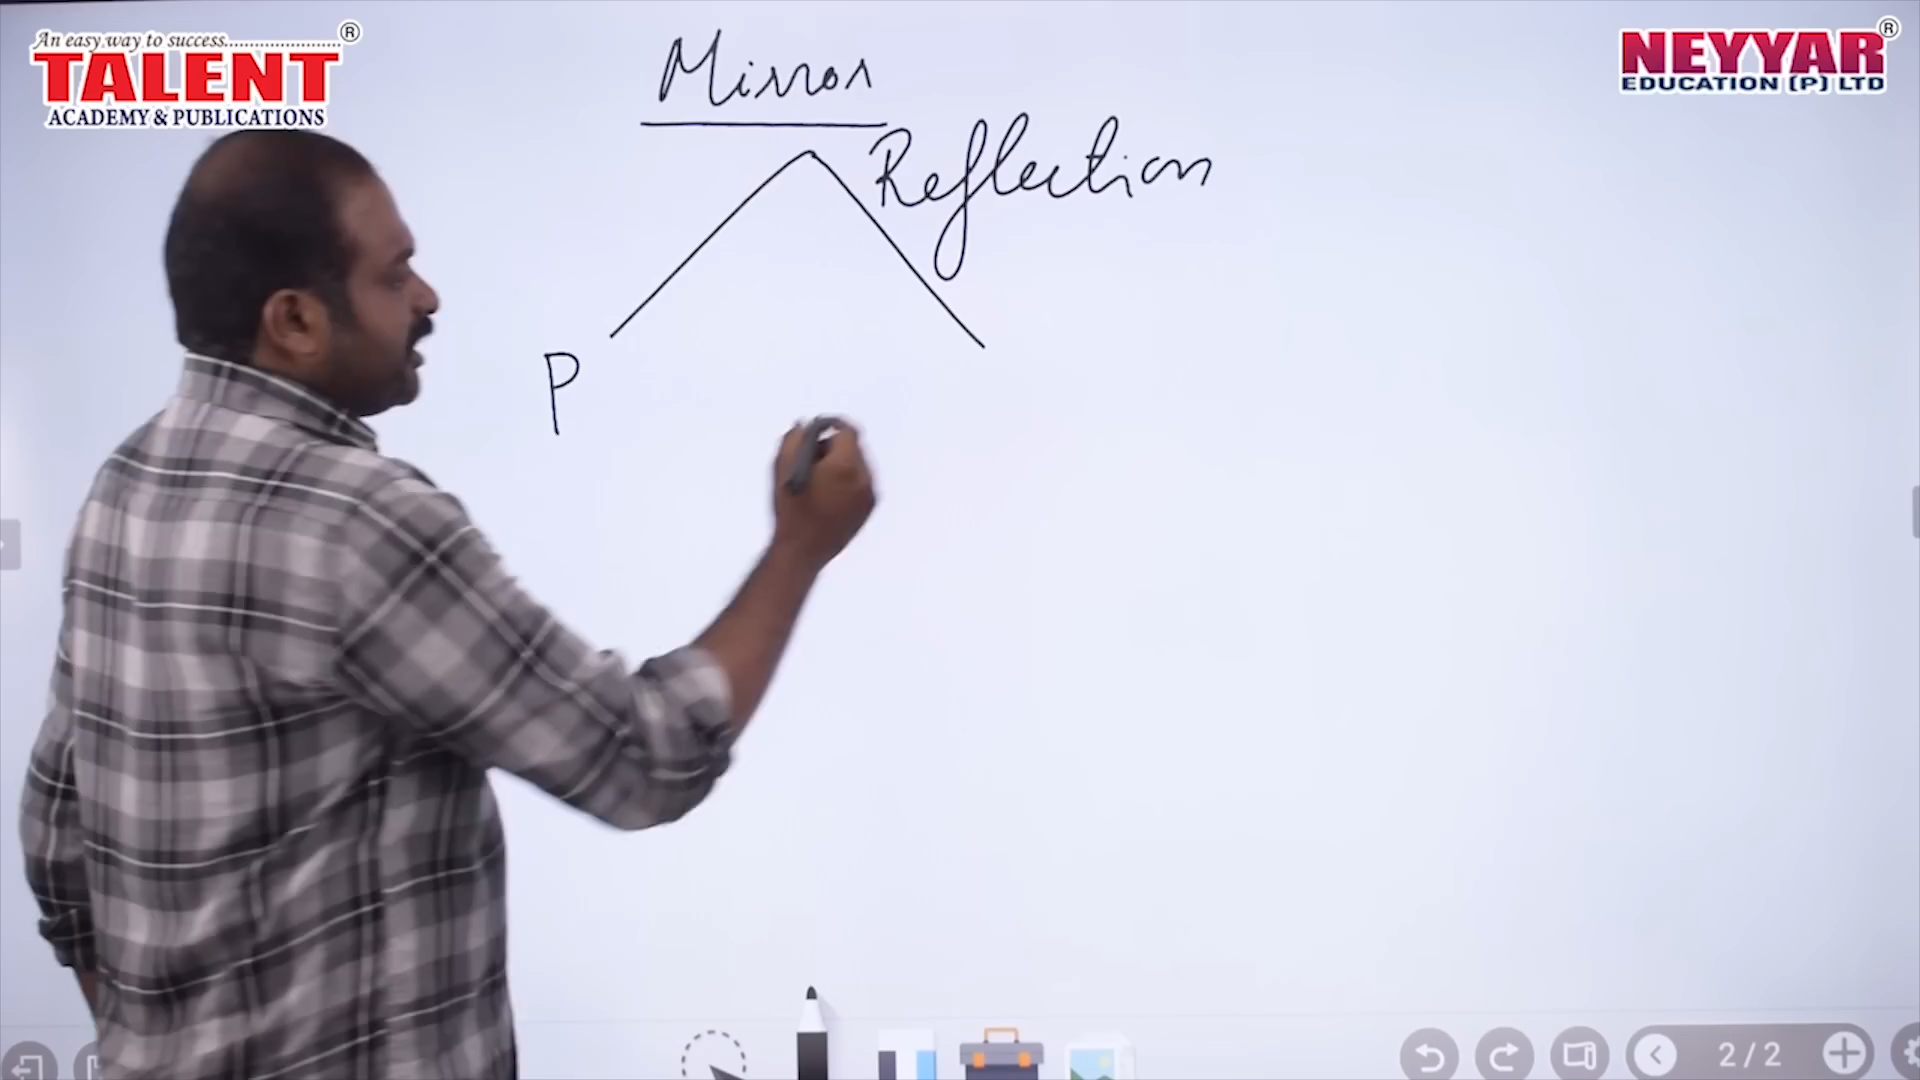 An easy way to success.......................
®
TALENT
ACADEMY & PUBLICATIONS
NEYYAR
®
EDUCATION (P) LTD
Mirror
Reflection
P
2/2